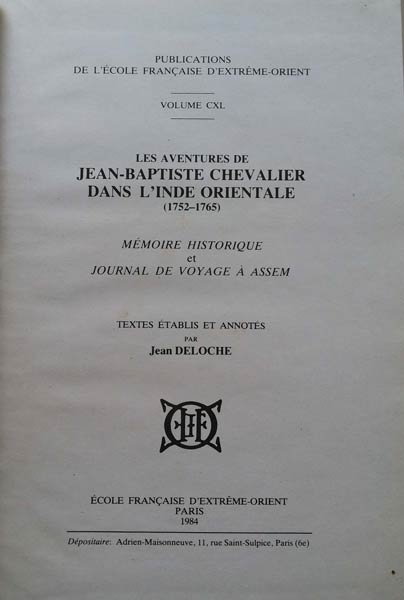 PUBLICATIONS
DE L'ÉCOLE FRANÇAISE D'EXTRÊME-ORIENT
VOLUME CXL
LES AVENTURES DE
JEAN-BAPTISTE CHEVALIER
DANS L'INDE ORIENTALE
(1752–1765)
MÉMOIRE HISTORIQUE
et
JOURNAL DE VOYAGE À ASSEM
TEXTES ÉTABLIS ET ANNOTÉS
PAR
Jean DELOCHE
ÉCOLE FRANÇAISE D'EXTRÊME-ORIENT
PARIS
1984
Dépositaire: Adrien-Maisonneuve, 11, rue Saint-Sulpice, Paris (6e)